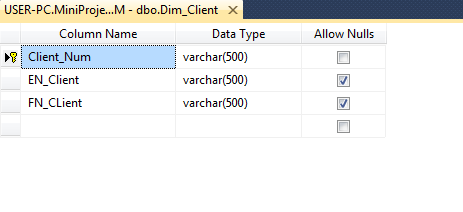 USER-PC.MiniProje...M - dbo.Dim_Client
Column Name Data Type Allow Nulls
Client_Num varchar(500)
EN_Client varchar(500)
FN_CLient varchar(500)